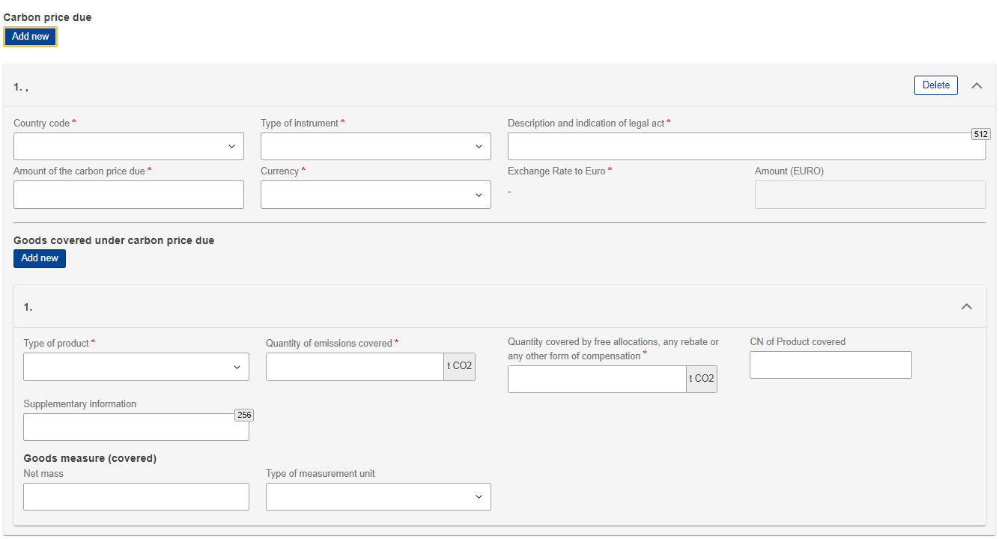 Carbon price due
Add new
1. ,
Delete
Country code *
Type of instrument *
Description and indication of legal act *
512
Amount of the carbon price due *
Currency *
Exchange Rate to Euro *
Amount (EURO)
-
Goods covered under carbon price due
Add new
1.
Type of product *
Quantity of emissions covered *
Quantity covered by free allocations, any rebate or
any other form of compensation *
CN of Product covered
t CO2
t CO2
Supplementary information
256
Goods measure (covered)
Net mass
Type of measurement unit